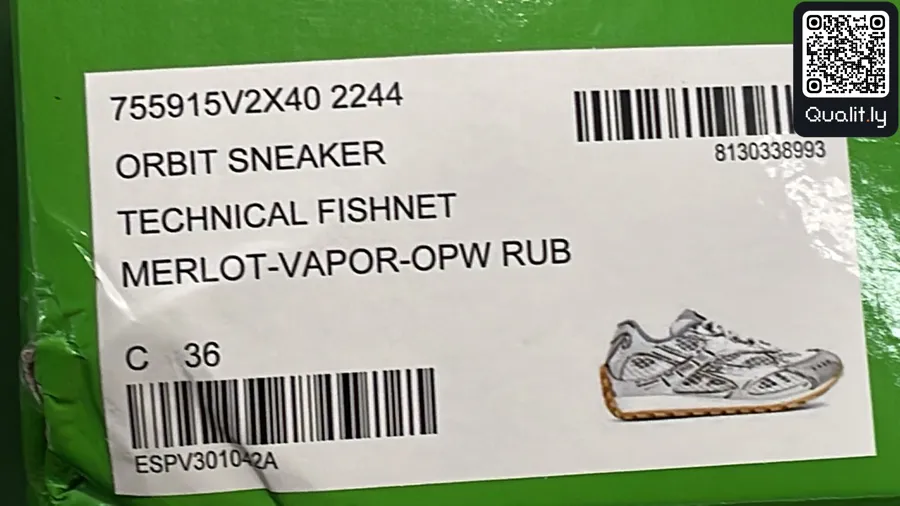 755915V2X40 2244
8130338993
ORBIT SNEAKER
TECHNICAL FISHNET
MERLOT-VAPOR-OPW RUB
C 36
ESPV301042A
Qualit.ly